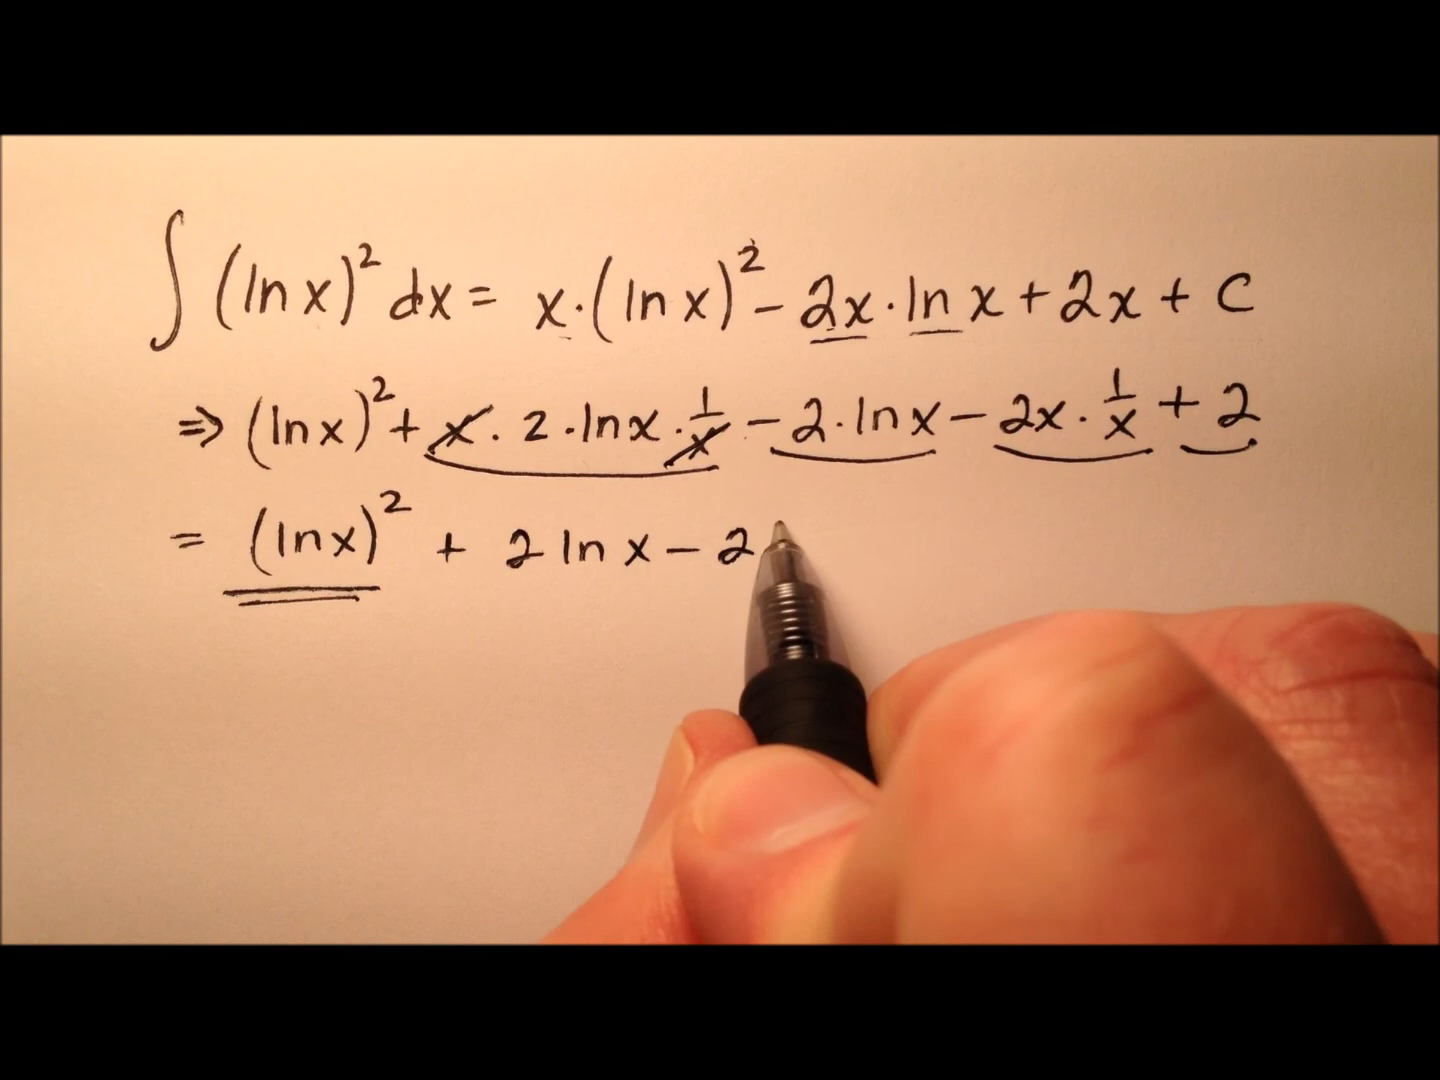 ∫ (ln x)² dx = x · (ln x)² − 2x · ln x + 2x + C
⇒ (ln x)² + x · 2 · ln x · 1/x − 2 · ln x − 2x · 1/x + 2
= (ln x)² + 2 ln x − 2